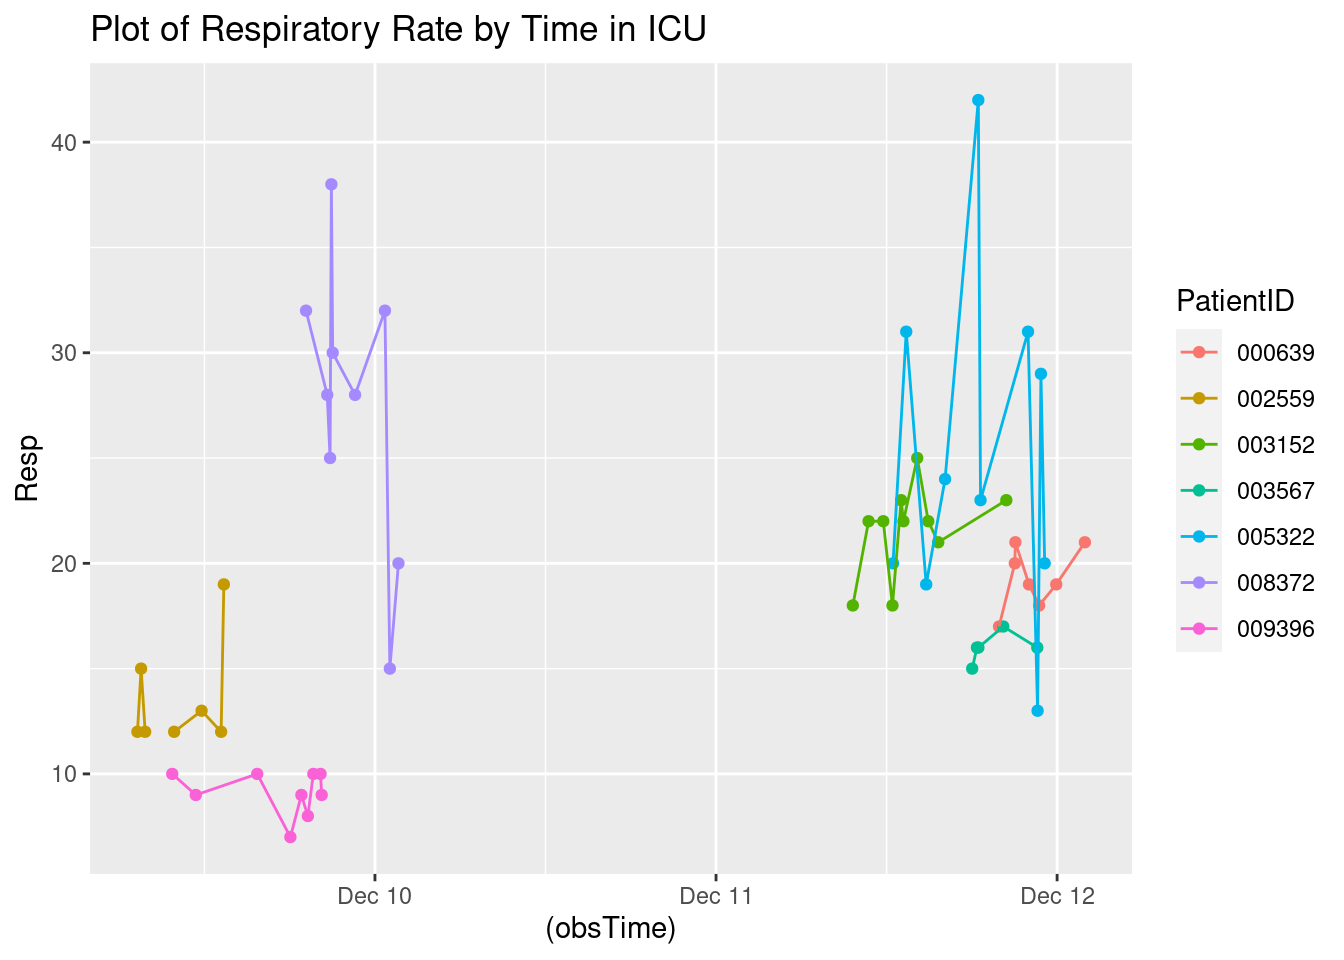 Plot of Respiratory Rate by Time in ICU
40
30
20
10
Resp
Dec 10
Dec 11
Dec 12
(obsTime)
PatientID
000639
002559
003152
003567
005322
008372
009396